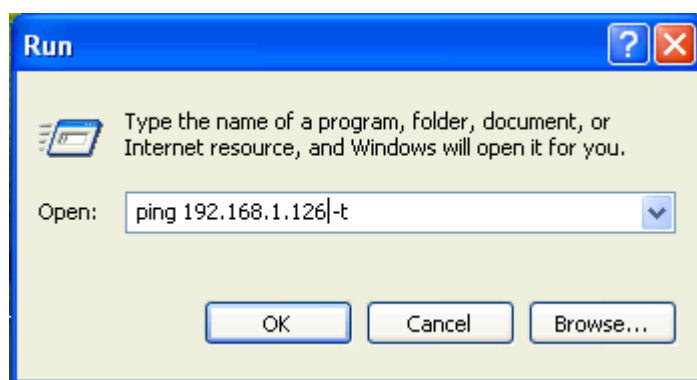 Run
Type the name of a program, folder, document, or
Internet resource, and Windows will open it for you.
Open: ping 192.168.1.126 -t
OK Cancel Browse...